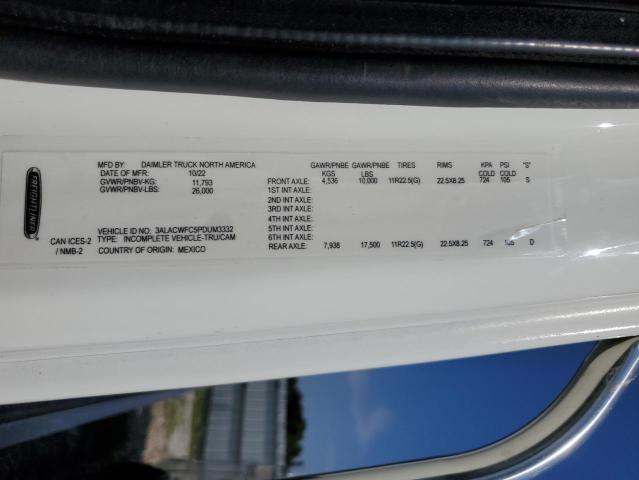 FREIGHTLINER
MFD BY: DAIMLER TRUCK NORTH AMERICA
DATE OF MFR: 10/22
GVWR/PNBV-KG: 11,793
GVWR/PNBV-LBS: 26,000
VEHICLE ID NO: 3ALACWFC5PDUM3332
CAN ICES-2 TYPE: INCOMPLETE VEHICLE-TRU/CAM
/ NMB-2 COUNTRY OF ORIGIN: MEXICO
GAWR/PNBE GAWR/PNBE TIRES RIMS KPA PSI "S"
KGS LBS COLD COLD
FRONT AXLE: 4,536 10,000 11R22.5(G) 22.5X8.25 724 105 S
1ST INT AXLE:
2ND INT AXLE:
3RD INT AXLE:
4TH INT AXLE:
5TH INT AXLE:
6TH INT AXLE:
REAR AXLE: 7,938 17,500 11R22.5(G) 22.5X8.25 724 105 D